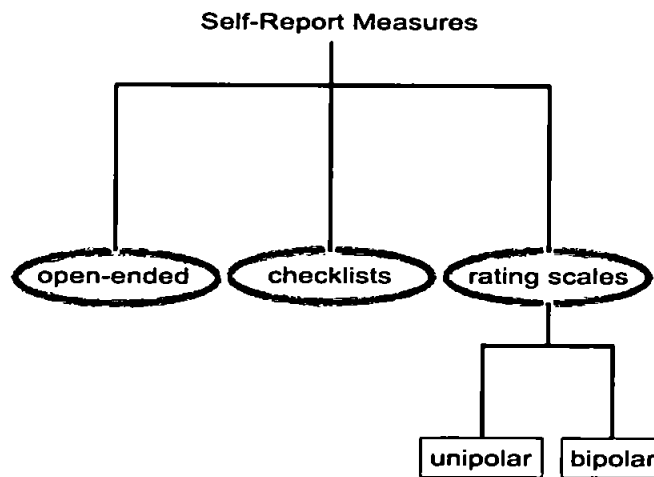 Self-Report Measures
open-ended
checklists
rating scales
unipolar
bipolar